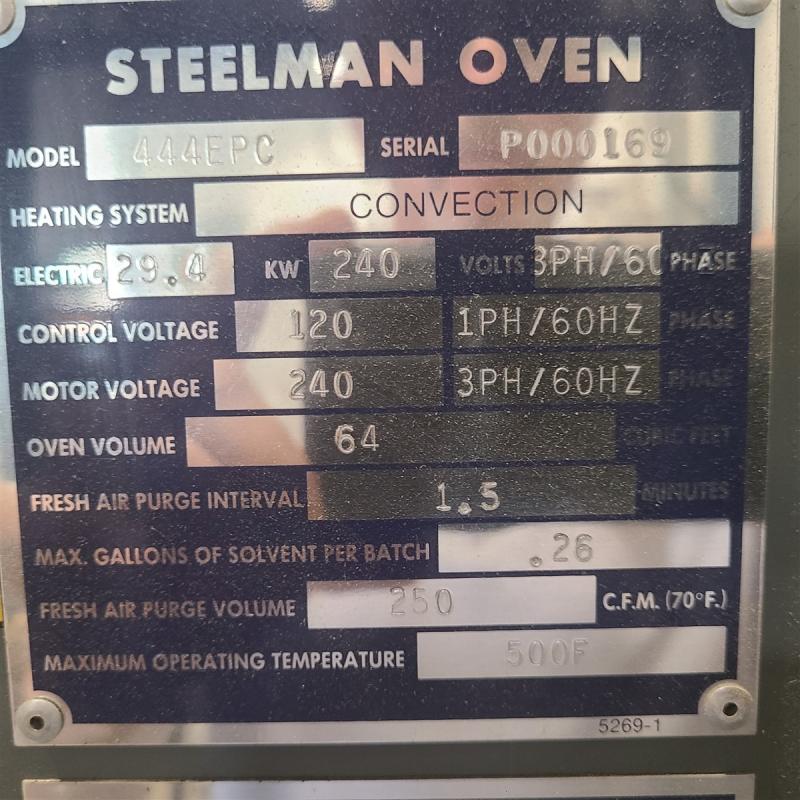 STEELMAN OVEN
MODEL 444EPC SERIAL P000169
HEATING SYSTEM CONVECTION
ELECTRIC 29.4 KW 240 VOLTS 3PH/60 PHASE
CONTROL VOLTAGE 120 1PH/60HZ PHASE
MOTOR VOLTAGE 240 3PH/60HZ PHASE
OVEN VOLUME 64 CUBIC FEET
FRESH AIR PURGE INTERVAL 1.5 MINUTES
MAX. GALLONS OF SOLVENT PER BATCH .26
FRESH AIR PURGE VOLUME 250 C.F.M. (70°F.)
MAXIMUM OPERATING TEMPERATURE 500F
5269-1